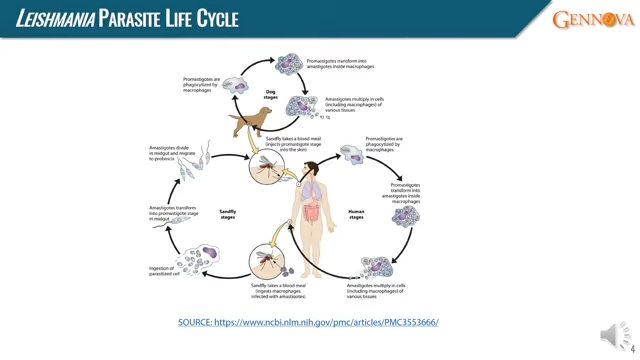 LEISHMANIA PARASITE LIFE CYCLE
GENNOVA
Promastigotes transform into
amastigotes inside macrophages
Promastigotes are
phagocytized by
macrophages
Dog
stages
Amastigotes multiply in cells
(including macrophages) of
various tissues
Sandfly takes a blood meal
(injects promastigote stage
into the skin)
Promastigotes are
phagocytized by
macrophages
Amastigotes divide
in midgut and migrate
to proboscis
Promastigotes
transform into
amastigotes inside
macrophages
Amastigotes transform
into promastigote stage
in midgut
Sandfly
stages
Human
stages
Ingestion of
parasitized cell
Sandfly takes a blood meal
(ingests macrophages
infected with amastigotes)
Amastigotes multiply in cells
(including macrophages) of
various tissues
SOURCE: https://www.ncbi.nlm.nih.gov/pmc/articles/PMC3553666/
4